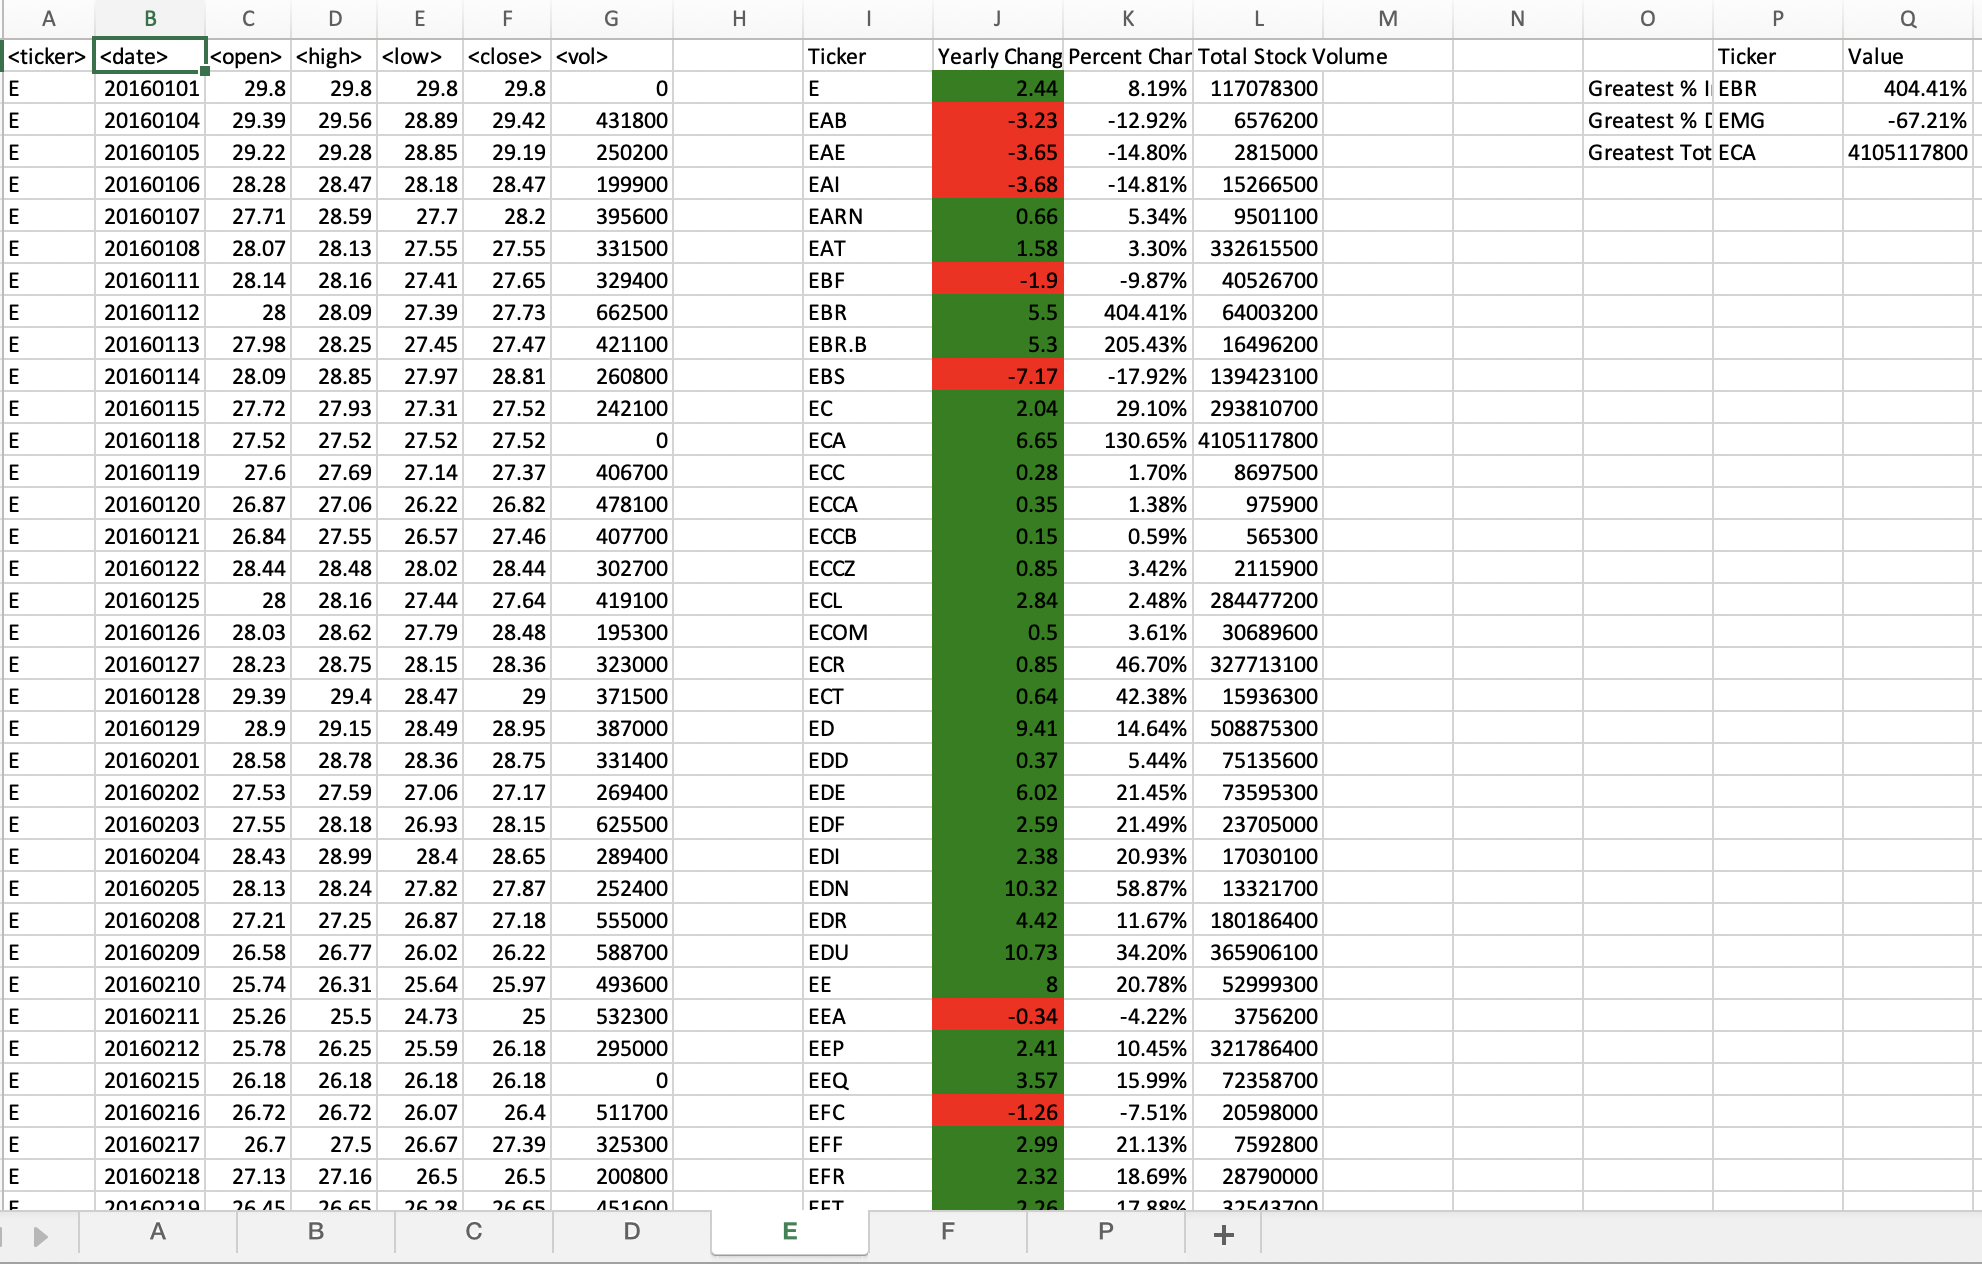 A B C D E F G H I J K L M N O P Q
<ticker> <date> <open> <high> <low> <close> <vol> Ticker Yearly Chang Percent Char Total Stock Volume Ticker Value
E 20160101 29.8 29.8 29.8 29.8 0 E 2.44 8.19% 117078300 Greatest % I EBR 404.41%
E 20160104 29.39 29.56 28.89 29.42 431800 EAB -3.23 -12.92% 6576200 Greatest % D EMG -67.21%
E 20160105 29.22 29.28 28.85 29.19 250200 EAE -3.65 -14.80% 2815000 Greatest Tot ECA 4105117800
E 20160106 28.28 28.47 28.18 28.47 199900 EAI -3.68 -14.81% 15266500
E 20160107 27.71 28.59 27.7 28.2 395600 EARN 0.66 5.34% 9501100
E 20160108 28.07 28.13 27.55 27.55 331500 EAT 1.58 3.30% 332615500
E 20160111 28.14 28.16 27.41 27.65 329400 EBF -1.9 -9.87% 40526700
E 20160112 28 28.09 27.39 27.73 662500 EBR 5.5 404.41% 64003200
E 20160113 27.98 28.25 27.45 27.47 421100 EBR.B 5.3 205.43% 16496200
E 20160114 28.09 28.85 27.97 28.81 260800 EBS -7.17 -17.92% 139423100
E 20160115 27.72 27.93 27.31 27.52 242100 EC 2.04 29.10% 293810700
E 20160118 27.52 27.52 27.52 27.52 0 ECA 6.65 130.65% 4105117800
E 20160119 27.6 27.69 27.14 27.37 406700 ECC 0.28 1.70% 8697500
E 20160120 26.87 27.06 26.22 26.82 478100 ECCA 0.35 1.38% 975900
E 20160121 26.84 27.55 26.57 27.46 407700 ECCB 0.15 0.59% 565300
E 20160122 28.44 28.48 28.02 28.44 302700 ECCZ 0.85 3.42% 2115900
E 20160125 28 28.16 27.44 27.64 419100 ECL 2.84 2.48% 284477200
E 20160126 28.03 28.62 27.79 28.48 195300 ECOM 0.5 3.61% 30689600
E 20160127 28.23 28.75 28.15 28.36 323000 ECR 0.85 46.70% 327713100
E 20160128 29.39 29.4 28.47 29 371500 ECT 0.64 42.38% 15936300
E 20160129 28.9 29.15 28.49 28.95 387000 ED 9.41 14.64% 508875300
E 20160201 28.58 28.78 28.36 28.75 331400 EDD 0.37 5.44% 75135600
E 20160202 27.53 27.59 27.06 27.17 269400 EDE 6.02 21.45% 73595300
E 20160203 27.55 28.18 26.93 28.15 625500 EDF 2.59 21.49% 23705000
E 20160204 28.43 28.99 28.4 28.65 289400 EDI 2.38 20.93% 17030100
E 20160205 28.13 28.24 27.82 27.87 252400 EDN 10.32 58.87% 13321700
E 20160208 27.21 27.25 26.87 27.18 555000 EDR 4.42 11.67% 180186400
E 20160209 26.58 26.77 26.02 26.22 588700 EDU 10.73 34.20% 365906100
E 20160210 25.74 26.31 25.64 25.97 493600 EE 8 20.78% 52999300
E 20160211 25.26 25.5 24.73 25 532300 EEA -0.34 -4.22% 3756200
E 20160212 25.78 26.25 25.59 26.18 295000 EEP 2.41 10.45% 321786400
E 20160215 26.18 26.18 26.18 26.18 0 EEQ 3.57 15.99% 72358700
E 20160216 26.72 26.72 26.07 26.4 511700 EFC -1.26 -7.51% 20598000
E 20160217 26.7 27.5 26.67 27.39 325300 EFF 2.99 21.13% 7592800
E 20160218 27.13 27.16 26.5 26.5 200800 EFR 2.32 18.69% 28790000
E 20160219 26.45 26.65 26.28 26.65 451600 EFT 2.26 17.88% 32543700
A B C D E F P +